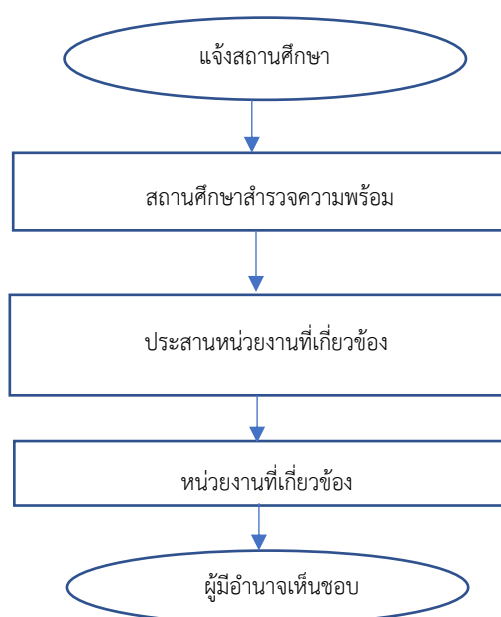 แจ้งสถานศึกษา
สถานศึกษาสำรวจความพร้อม
ประสานหน่วยงานที่เกี่ยวข้อง
หน่วยงานที่เกี่ยวข้อง
ผู้มีอำนาจเห็นชอบ